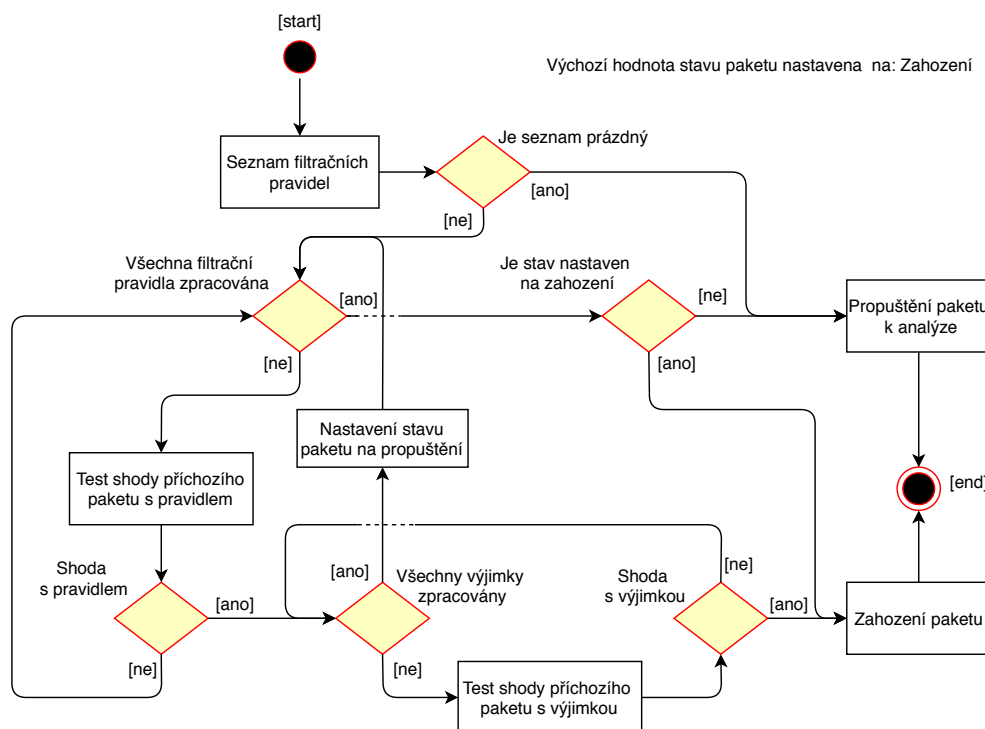 [start]
Výchozí hodnota stavu paketu nastavena na: Zahození
Seznam filtračních
pravidel
Je seznam prázdný
[ano]
[ne]
Všechna filtrační
pravidla zpracována
[ano]
[ne]
Je stav nastaven
na zahození
[ne]
[ano]
Propuštění paketu
k analýze
Nastavení stavu
paketu na propuštění
Test shody příchozího
paketu s pravidlem
[end]
Shoda
s pravidlem
[ano]
[ne]
[ano]
Všechny výjimky
zpracovány
[ne]
Test shody příchozího
paketu s výjimkou
Shoda
s výjimkou
[ne]
[ano]
Zahození paketu